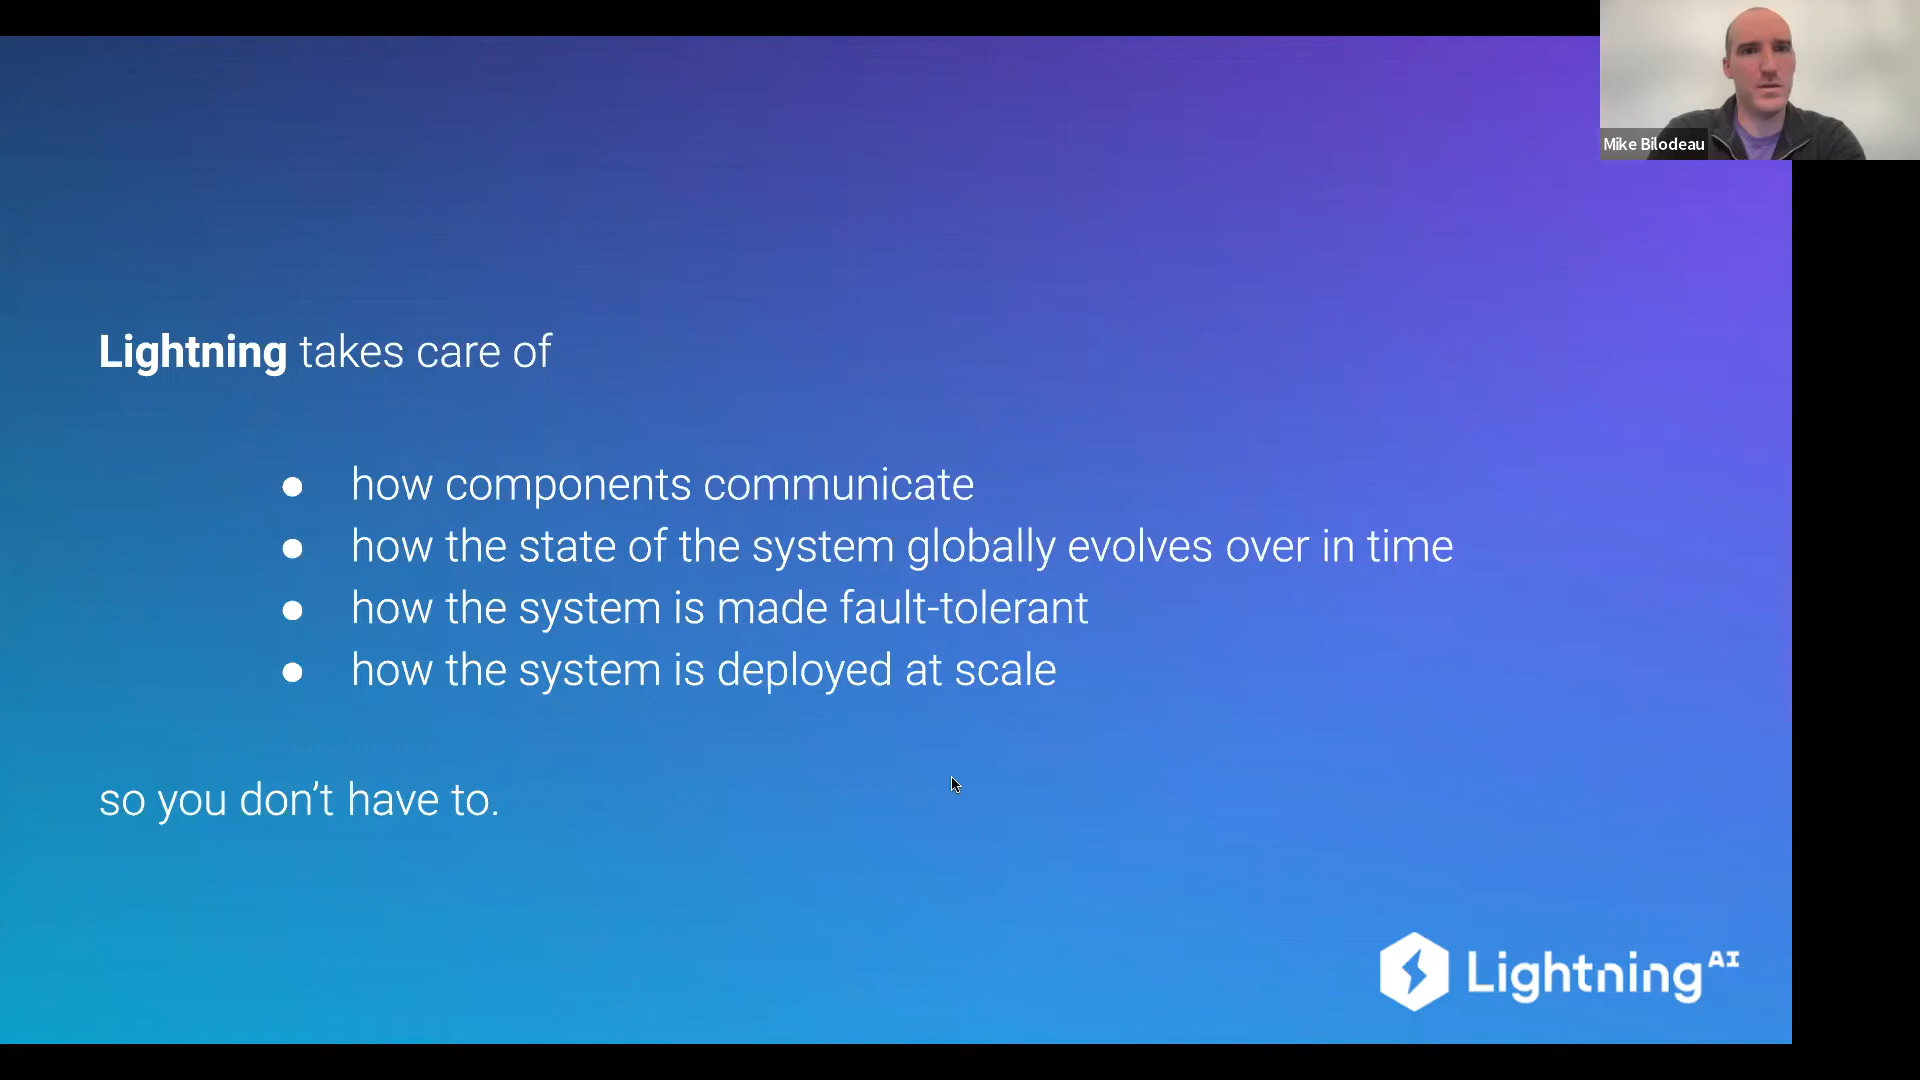 Mike Bilodeau
Lightning takes care of
● how components communicate
● how the state of the system globally evolves over in time
● how the system is made fault-tolerant
● how the system is deployed at scale
so you don’t have to.
Lightning AI